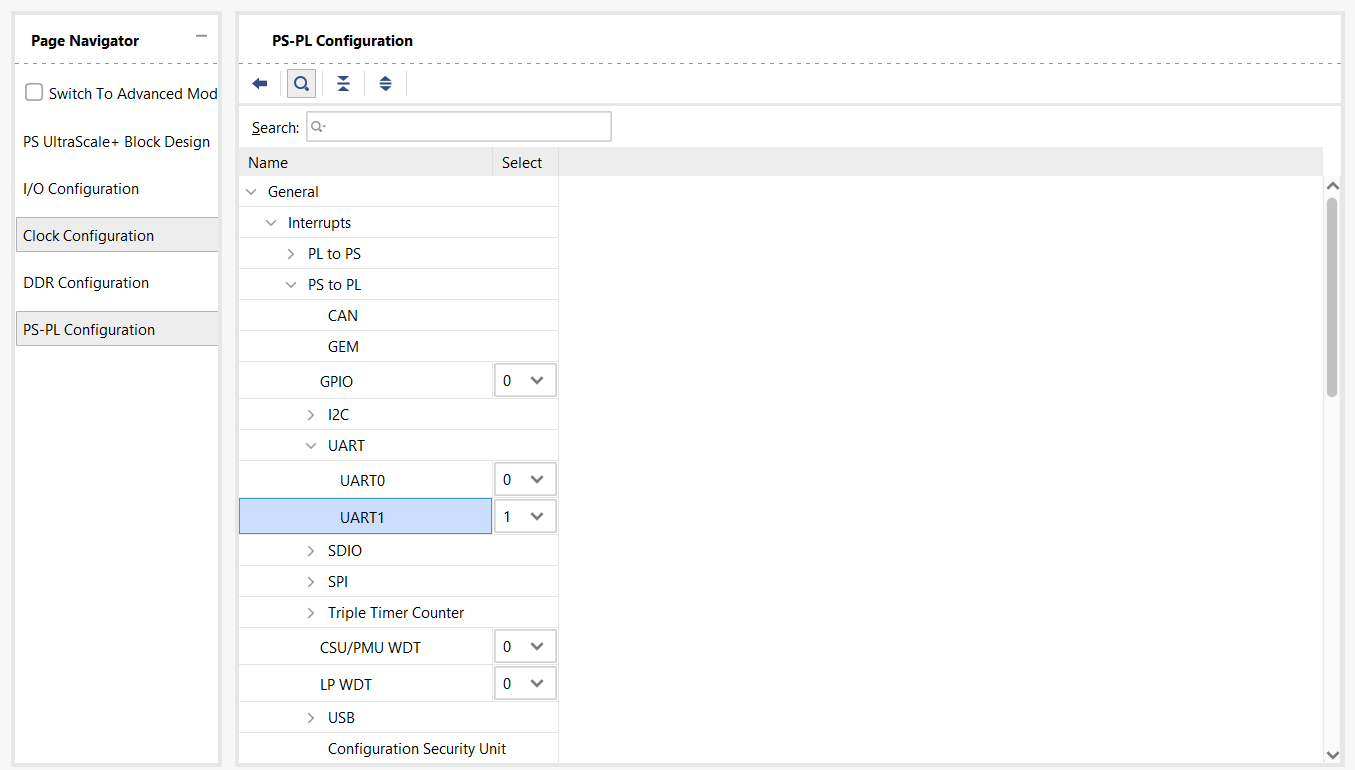 Page Navigator
Switch To Advanced Mod
PS UltraScale+ Block Design
I/O Configuration
Clock Configuration
DDR Configuration
PS-PL Configuration
PS-PL Configuration
Search:
Name Select
General
Interrupts
PL to PS
PS to PL
CAN
GEM
GPIO 0
I2C
UART
UART0 0
UART1 1
SDIO
SPI
Triple Timer Counter
CSU/PMU WDT 0
LP WDT 0
USB
Configuration Security Unit